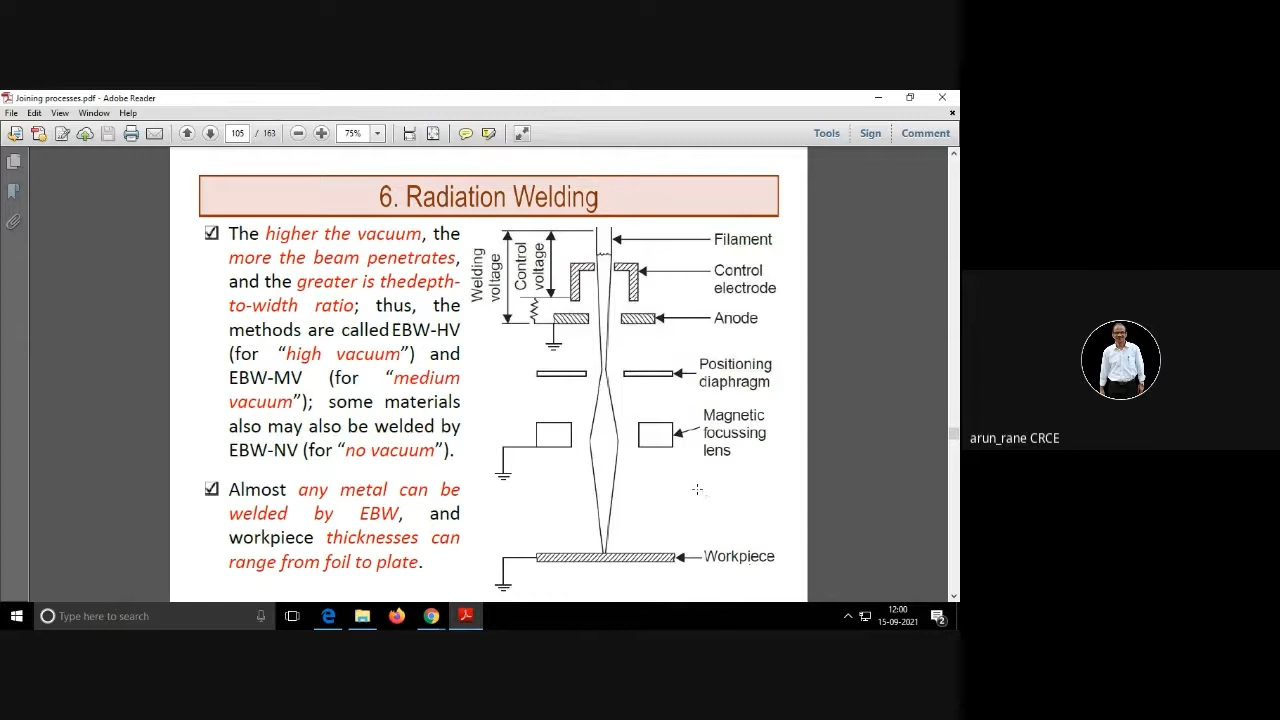 Joining processes.pdf - Adobe Reader
File Edit View Window Help
105 / 163 75% Tools Sign Comment
6. Radiation Welding
The higher the vacuum, the
more the beam penetrates,
and the greater is thedepth-
to-width ratio; thus, the
methods are called EBW-HV
(for “high vacuum”) and
EBW-MV (for “medium
vacuum”); some materials
also may also be welded by
EBW-NV (for “no vacuum”).
Almost any metal can be
welded by EBW, and
workpiece thicknesses can
range from foil to plate.
Welding
voltage
Control
voltage
Filament
Control
electrode
Anode
Positioning
diaphragm
Magnetic
focussing
lens
Workpiece
arun_rane CRCE
Type here to search
12:00
15-09-2021
2